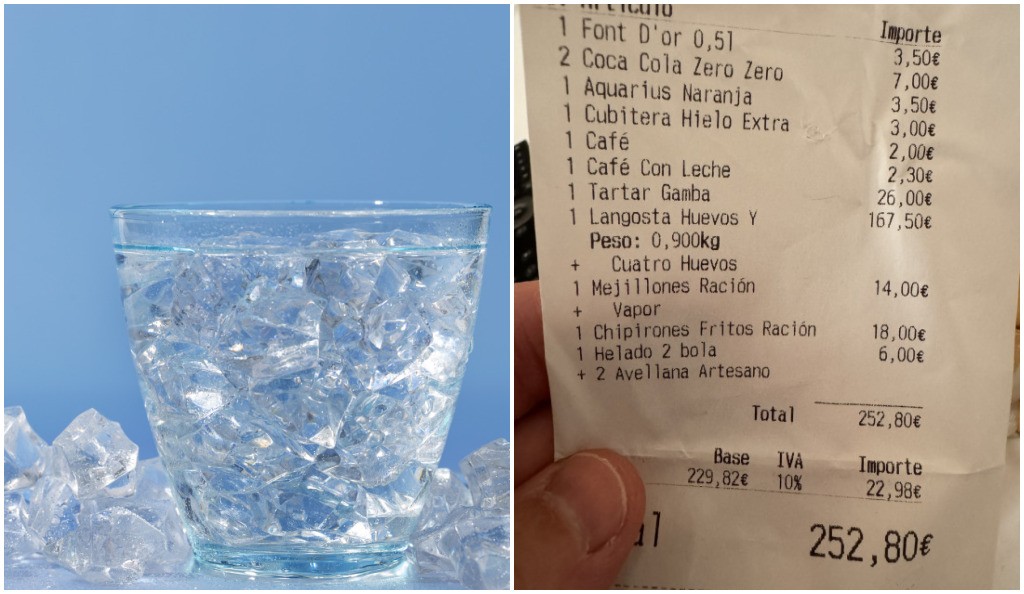 Artículo Importe
1 Font D'or 0,5l 3,50€
2 Coca Cola Zero Zero 7,00€
1 Aquarius Naranja 3,50€
1 Cubitera Hielo Extra 3,00€
1 Café 2,00€
1 Café Con Leche 2,30€
1 Tartar Gamba 26,00€
1 Langosta Huevos Y 167,50€
Peso: 0,900kg
+ Cuatro Huevos
1 Mejillones Ración 14,00€
+ Vapor
1 Chipirones Fritos Ración 18,00€
1 Helado 2 bola 6,00€
+ 2 Avellana Artesano
Total 252,80€
Base IVA Importe
229,82€ 10% 22,98€
252,80€